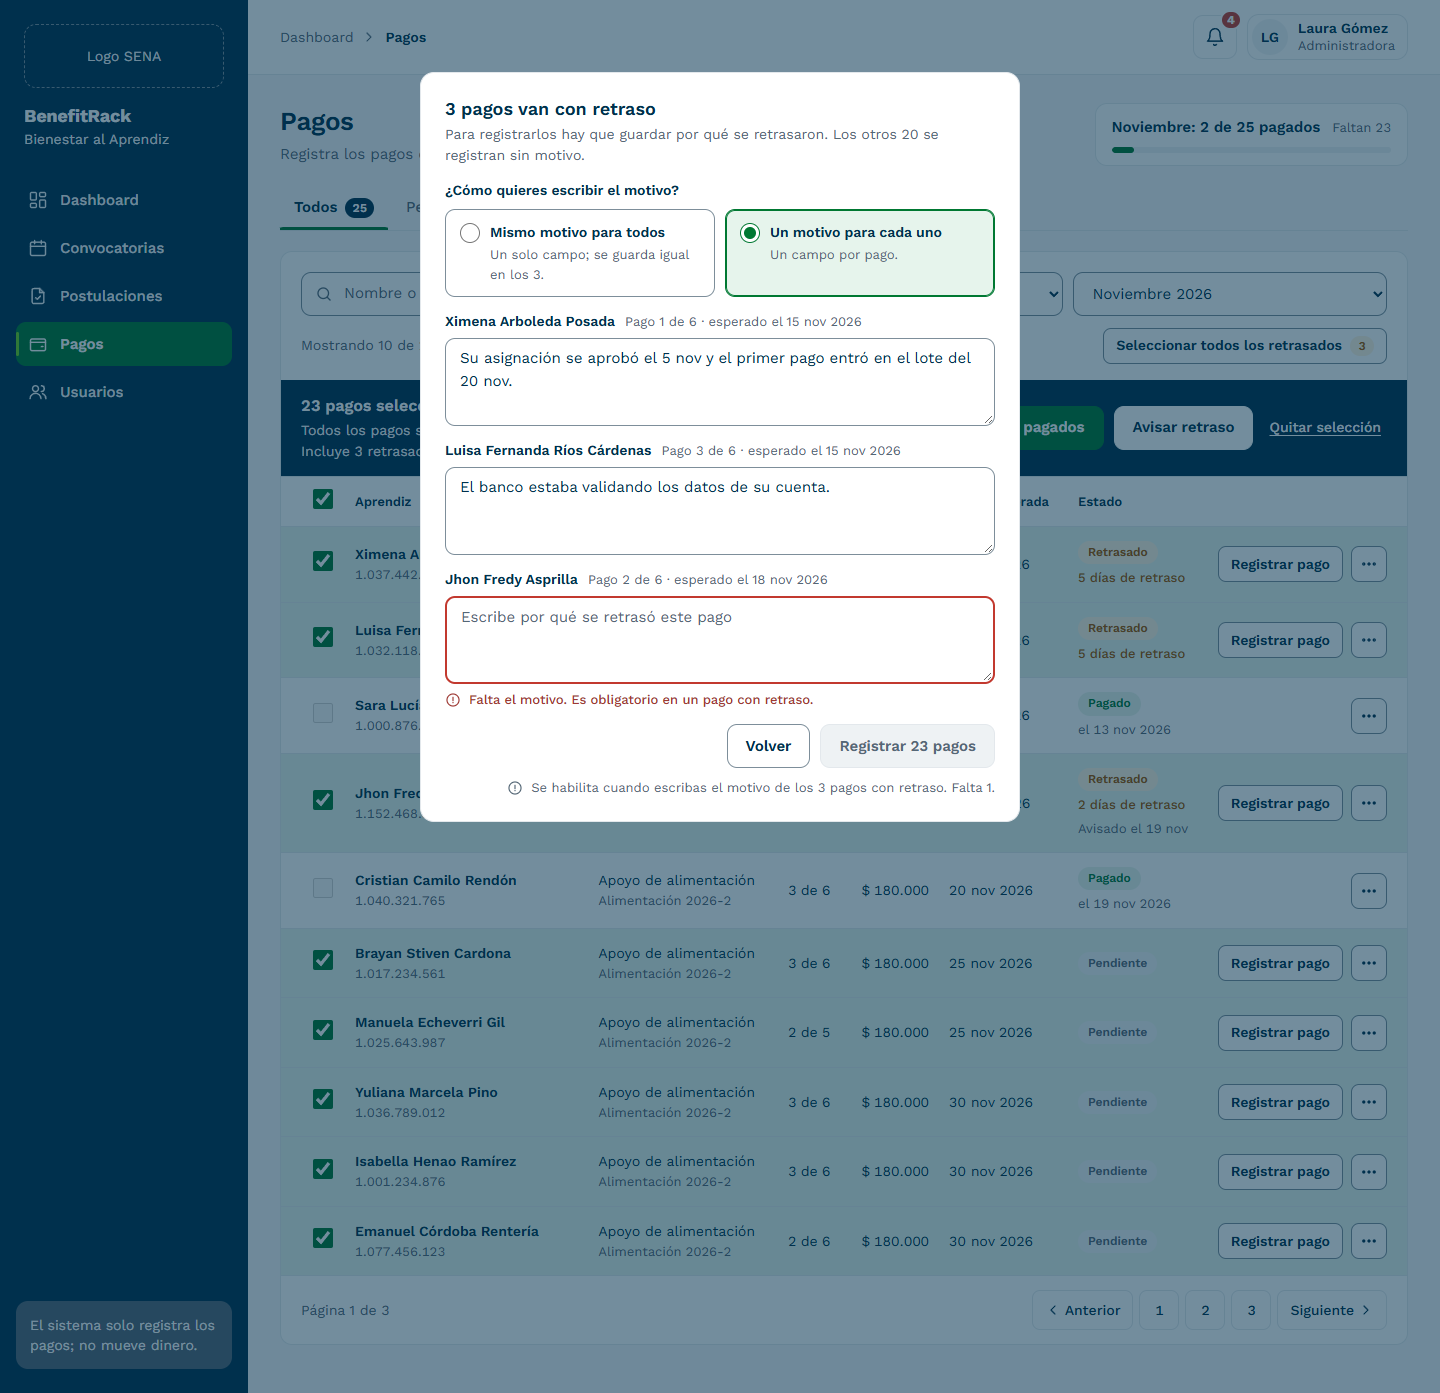 Logo SENA
BenefitRack
Bienestar al Aprendiz
Dashboard
Convocatorias
Postulaciones
Pagos
Usuarios
El sistema solo registra los
pagos; no mueve dinero.
Dashboard > Pagos
4
LG
Laura Gómez
Administradora
Pagos
Registra los pagos
Noviembre: 2 de 25 pagados Faltan 23
Todos 25
Nombre o
Noviembre 2026
Mostrando 10 de
Seleccionar todos los retrasados 3
23 pagos
Todos los pagos
Incluye 3
pagados
Avisar retraso
Quitar selección
3 pagos van con retraso
Para registrarlos hay que guardar por qué se retrasaron. Los otros 20 se
registran sin motivo.
¿Cómo quieres escribir el motivo?
Mismo motivo para todos
Un solo campo; se guarda igual
en los 3.
Un motivo para cada uno
Un campo por pago.
Ximena Arboleda Posada Pago 1 de 6 · esperado el 15 nov 2026
Su asignación se aprobó el 5 nov y el primer pago entró en el lote del
20 nov.
Luisa Fernanda Ríos Cárdenas Pago 3 de 6 · esperado el 15 nov 2026
El banco estaba validando los datos de su cuenta.
Jhon Fredy Asprilla Pago 2 de 6 · esperado el 18 nov 2026
Escribe por qué se retrasó este pago
Falta el motivo. Es obligatorio en un pago con retraso.
Volver
Registrar 23 pagos
Se habilita cuando escribas el motivo de los 3 pagos con retraso. Falta 1.
Aprendiz
Estado
Ximena
1.037.442.
Retrasado
5 días de retraso
Registrar pago
Luisa
1.032.118.
Retrasado
5 días de retraso
Registrar pago
Sara
1.000.876.
Pagado
el 13 nov 2026
Jhon
1.152.468.
Retrasado
2 días de retraso
Avisado el 19 nov
Registrar pago
Cristian Camilo Rendón
1.040.321.765
Apoyo de alimentación
Alimentación 2026-2
3 de 6
$ 180.000
20 nov 2026
Pagado
el 19 nov 2026
Brayan Stiven Cardona
1.017.234.561
Apoyo de alimentación
Alimentación 2026-2
3 de 6
$ 180.000
25 nov 2026
Pendiente
Registrar pago
Manuela Echeverri Gil
1.025.643.987
Apoyo de alimentación
Alimentación 2026-2
2 de 5
$ 180.000
25 nov 2026
Pendiente
Registrar pago
Yuliana Marcela Pino
1.036.789.012
Apoyo de alimentación
Alimentación 2026-2
3 de 6
$ 180.000
30 nov 2026
Pendiente
Registrar pago
Isabella Henao Ramírez
1.001.234.876
Apoyo de alimentación
Alimentación 2026-2
3 de 6
$ 180.000
30 nov 2026
Pendiente
Registrar pago
Emanuel Córdoba Rentería
1.077.456.123
Apoyo de alimentación
Alimentación 2026-2
2 de 6
$ 180.000
30 nov 2026
Pendiente
Registrar pago
Página 1 de 3
Anterior
1
2
3
Siguiente